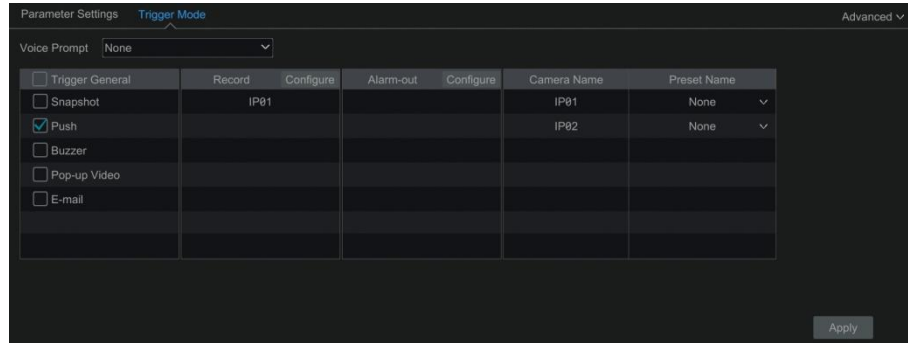 Parameter Settings Trigger Mode Advanced
Voice Prompt None
Trigger General Record Configure Alarm-out Configure Camera Name Preset Name
Snapshot IP01 IP01 None
Push IP02 None
Buzzer
Pop-up Video
E-mail
Apply